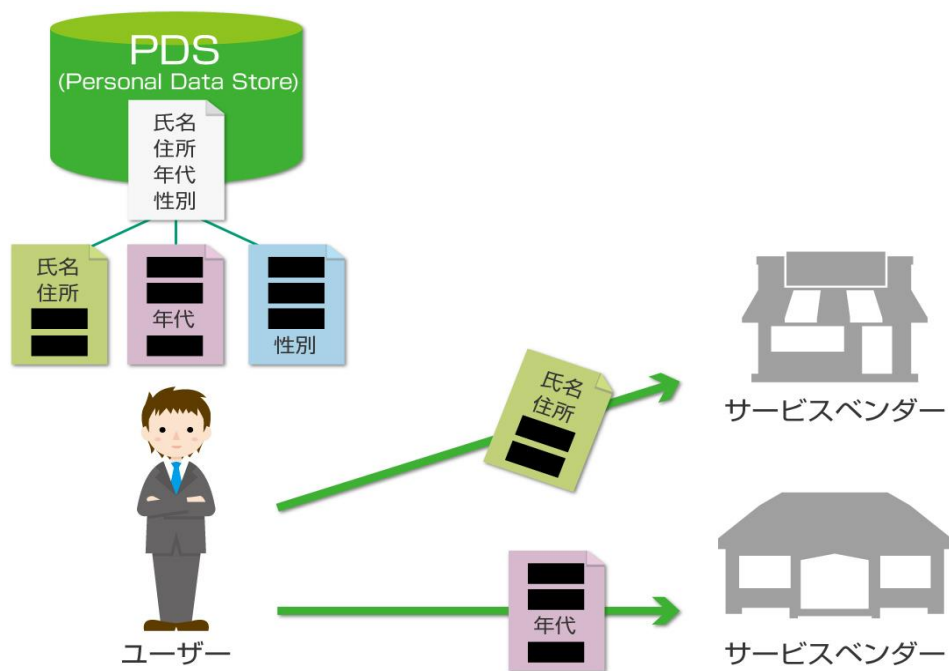 PDS
(Personal Data Store)
氏名
住所
年代
性別
氏名
住所
年代
性別
氏名
住所
サービスベンダー
年代
ユーザー
サービスベンダー